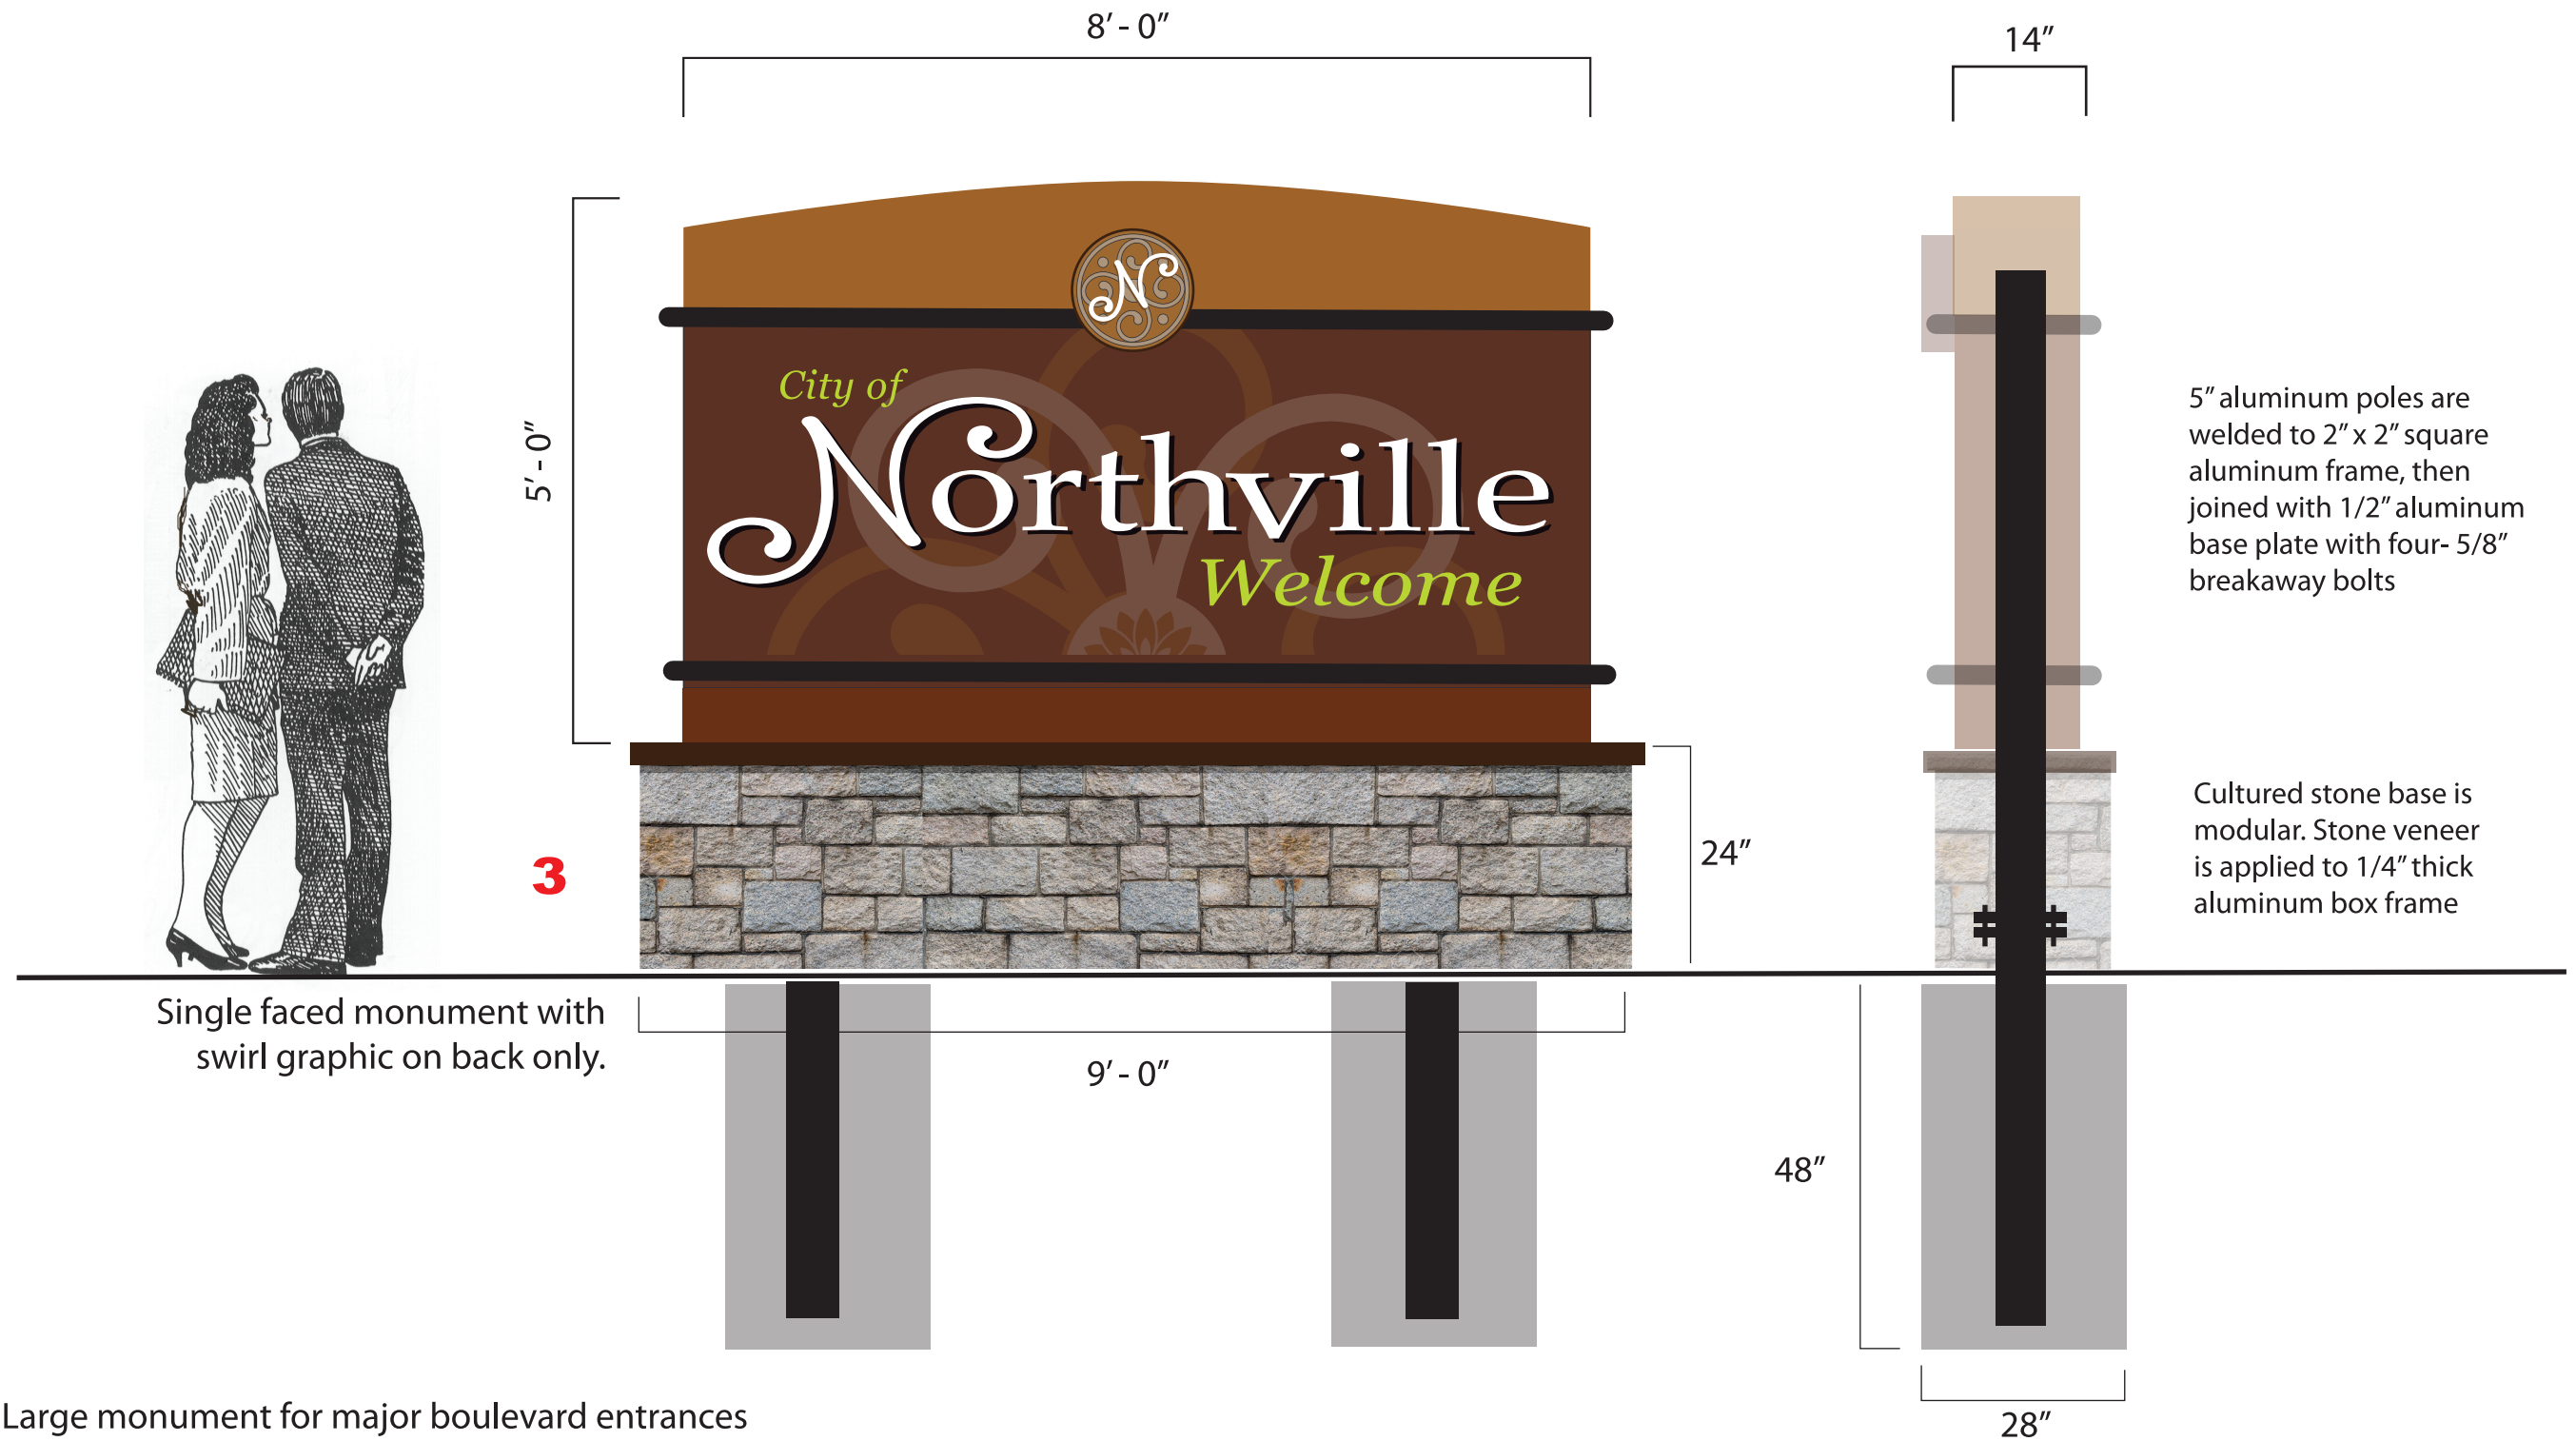 8’ - 0”
14”
5’ - 0”
N
City of
Northville
Welcome
5” aluminum poles are
welded to 2” x 2” square
aluminum frame, then
joined with 1/2” aluminum
base plate with four- 5/8”
breakaway bolts
24”
3
Cultured stone base is
modular. Stone veneer
is applied to 1/4” thick
aluminum box frame
Single faced monument with
swirl graphic on back only.
9’ - 0”
48”
28”
Large monument for major boulevard entrances